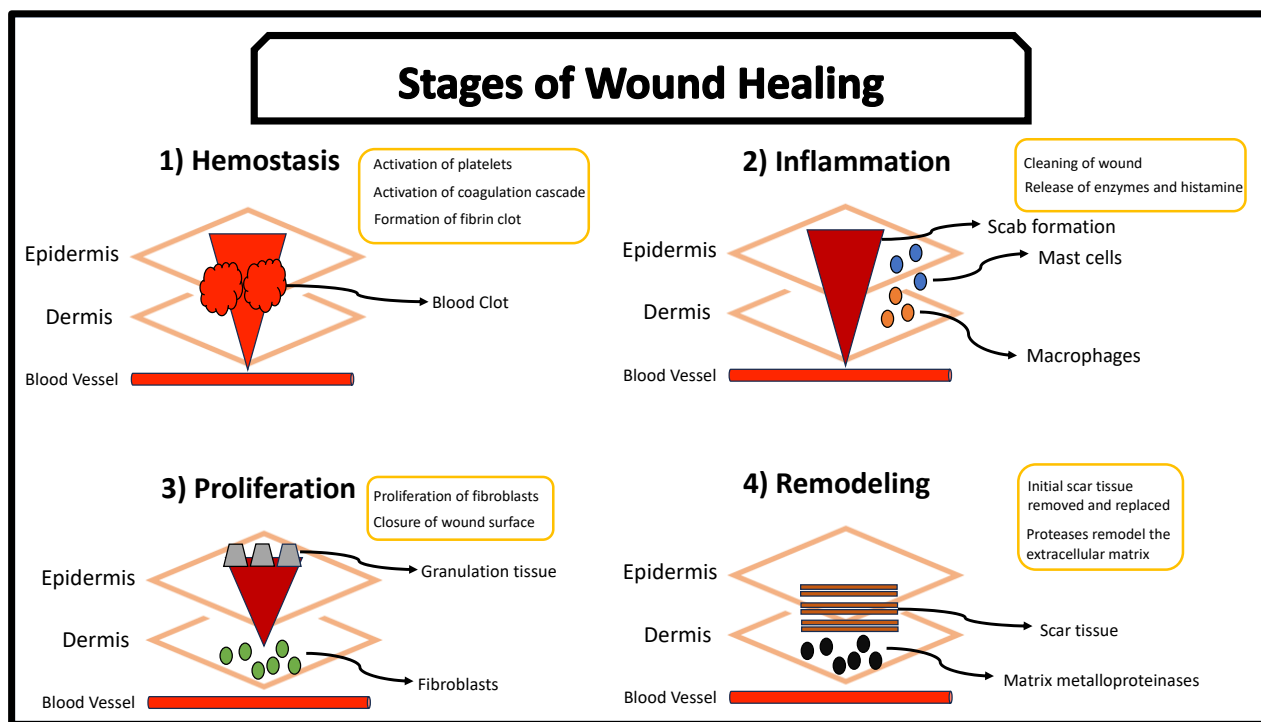 Stages of Wound Healing
1) Hemostasis
Activation of platelets
Activation of coagulation cascade
Formation of fibrin clot
Epidermis
Dermis
Blood Clot
Blood Vessel
2) Inflammation
Cleaning of wound
Release of enzymes and histamine
Scab formation
Epidermis
Mast cells
Dermis
Macrophages
Blood Vessel
3) Proliferation
Proliferation of fibroblasts
Closure of wound surface
Epidermis
Granulation tissue
Dermis
Fibroblasts
Blood Vessel
4) Remodeling
Initial scar tissue
removed and replaced
Proteases remodel the
extracellular matrix
Epidermis
Dermis
Scar tissue
Matrix metalloproteinases
Blood Vessel